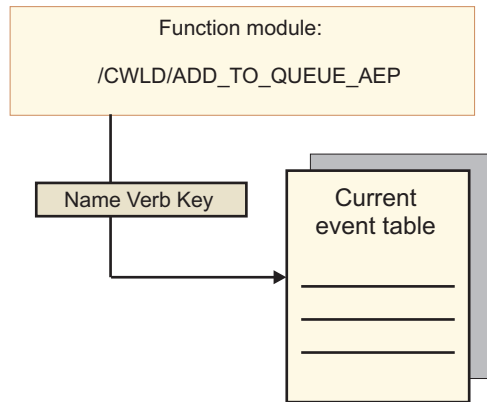 Function module:
/CWLD/ADD_TO_QUEUE_AEP
Name Verb Key
Current
event table